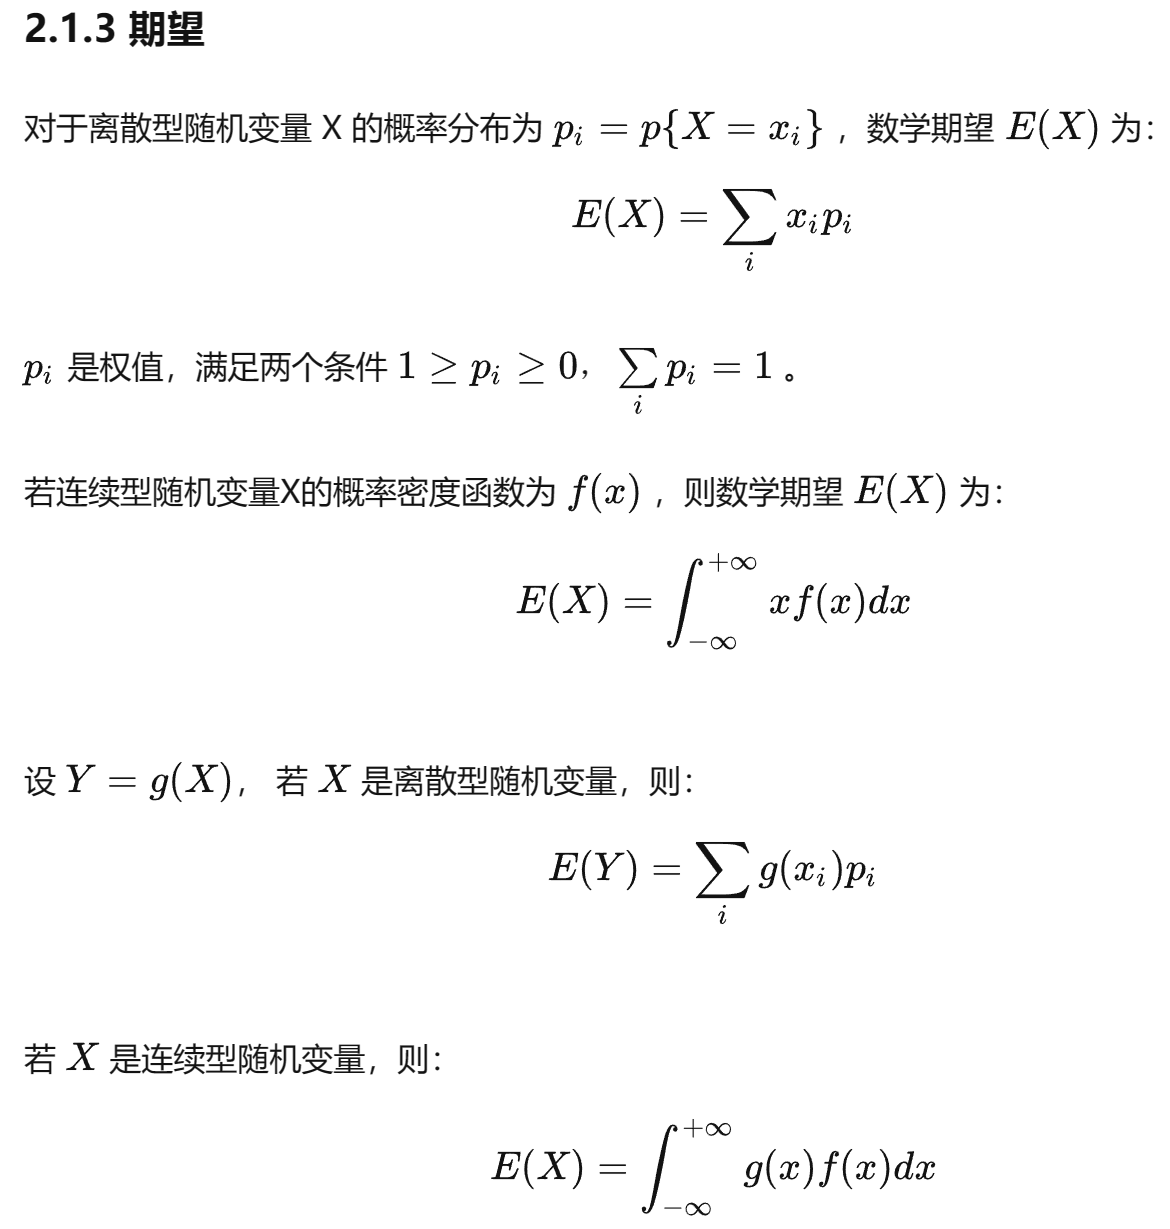 2.1.3 期望
对于离散型随机变量 X 的概率分布为 $p_i = p\{X = x_i\}$ ，数学期望 $E(X)$ 为：
$$E(X) = \sum_i x_i p_i$$
$p_i$ 是权值，满足两个条件 $1 \geq p_i \geq 0$，$\sum_i p_i = 1$ 。
若连续型随机变量X的概率密度函数为 $f(x)$ ，则数学期望 $E(X)$ 为：
$$E(X) = \int_{-\infty}^{+\infty} xf(x)dx$$
设 $Y = g(X)$， 若 $X$ 是离散型随机变量，则：
$$E(Y) = \sum_i g(x_i)p_i$$
若 $X$ 是连续型随机变量，则：
$$E(X) = \int_{-\infty}^{+\infty} g(x)f(x)dx$$